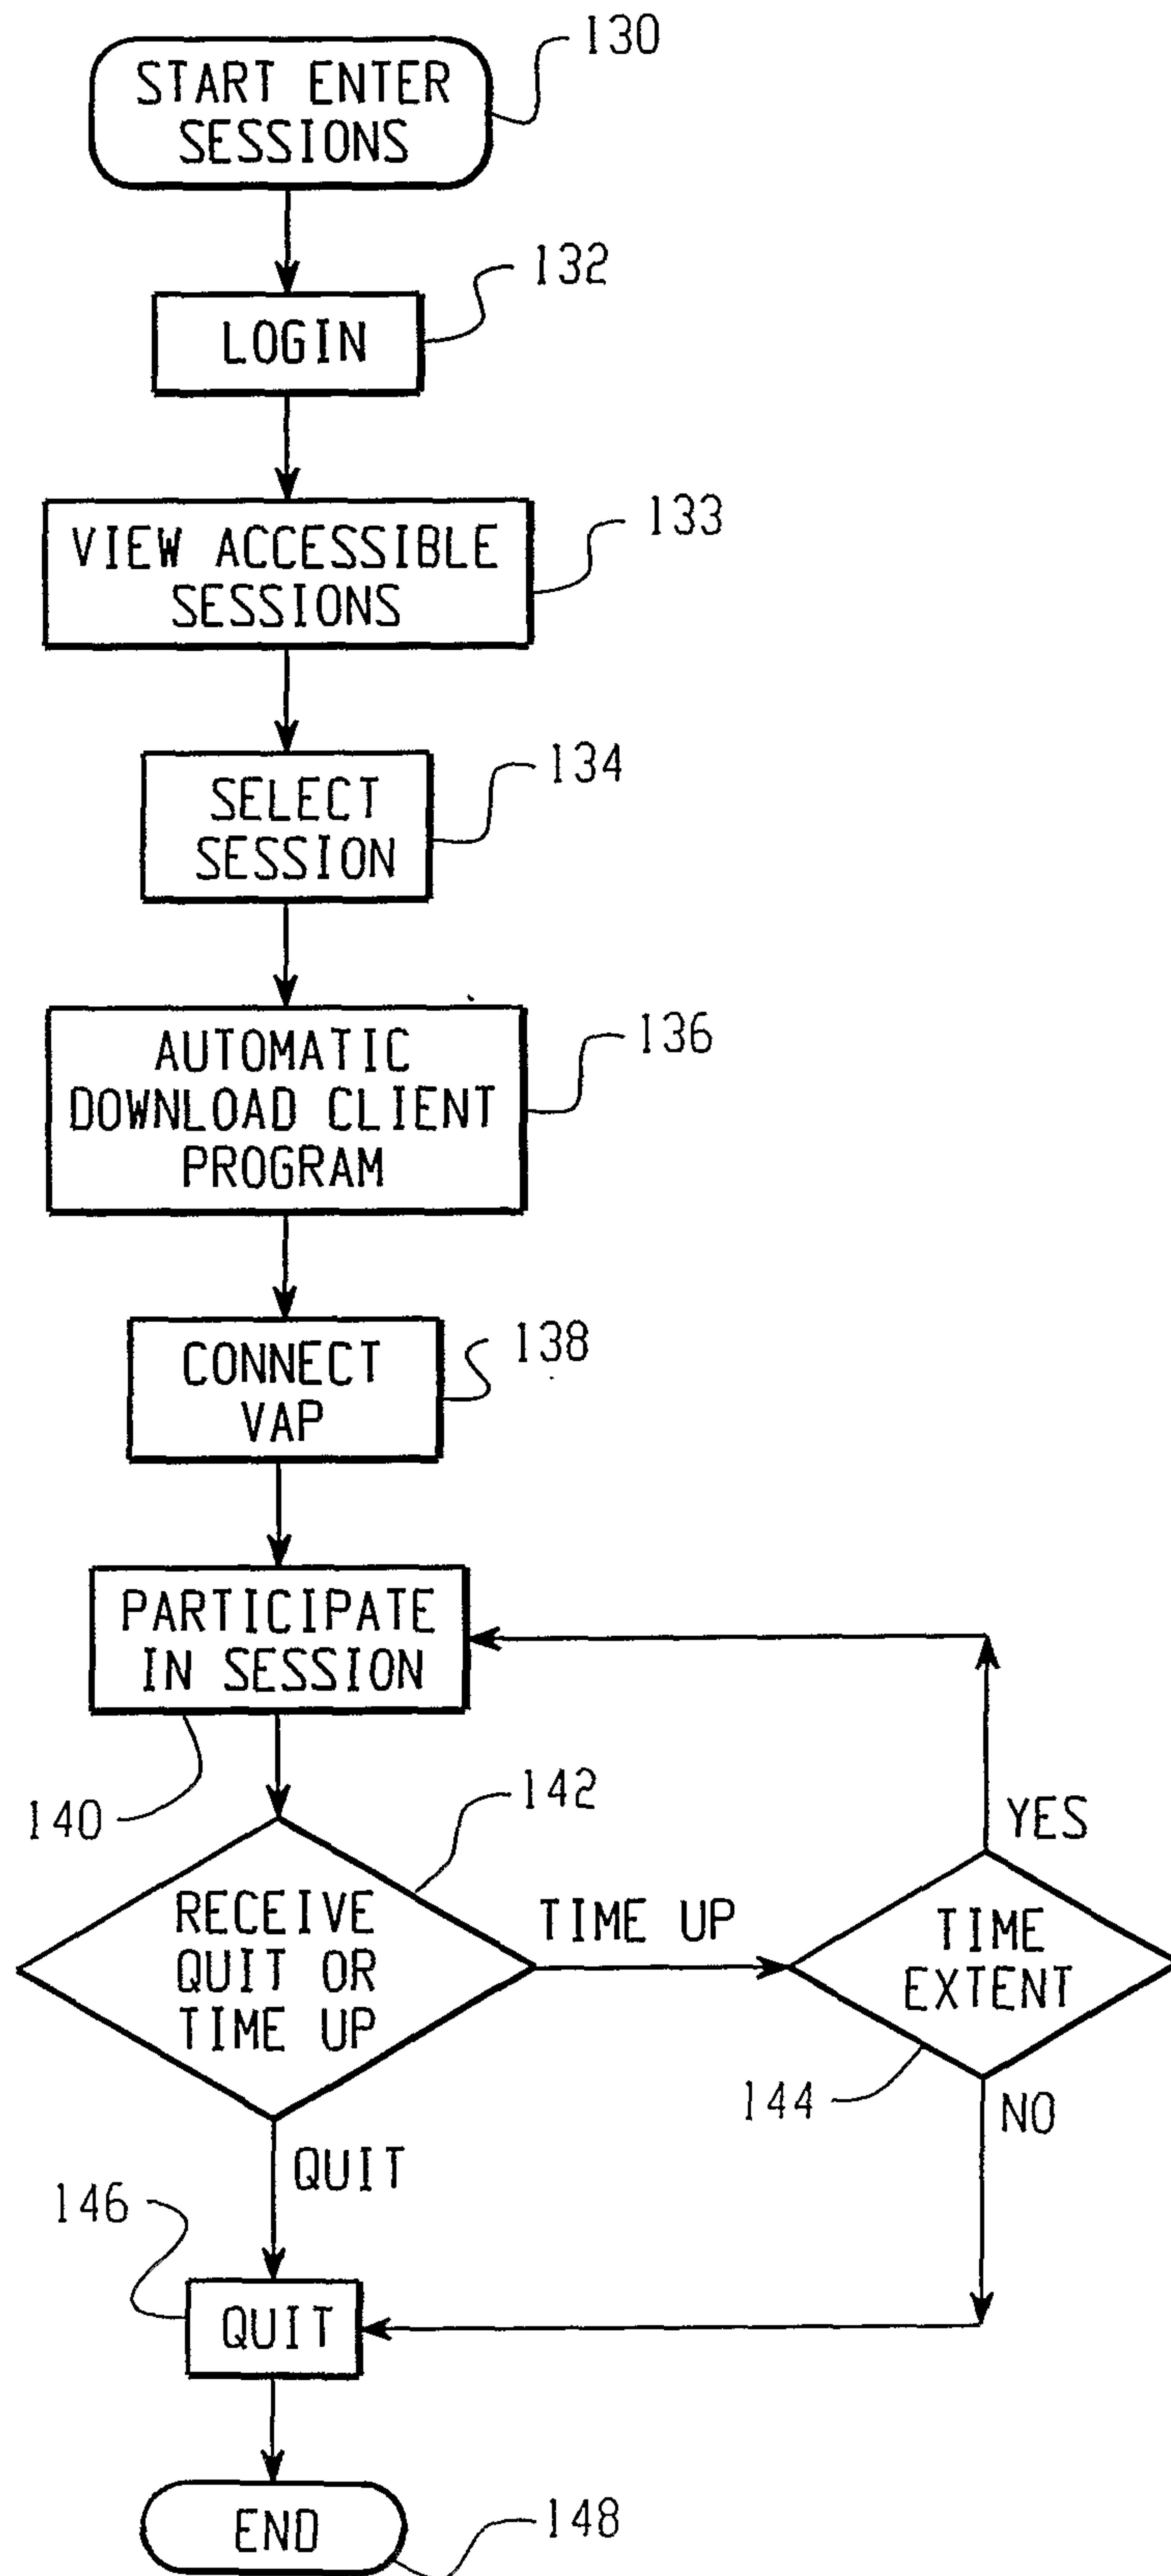 START ENTER
SESSIONS
130
LOGIN
132
VIEW ACCESSIBLE
SESSIONS
133
SELECT
SESSION
134
AUTOMATIC
DOWNLOAD CLIENT
PROGRAM
136
CONNECT
VAP
138
PARTICIPATE
IN SESSION
140
RECEIVE
QUIT OR
TIME UP
142
TIME UP
TIME
EXTENT
144
YES
NO
QUIT
146
QUIT
END
148